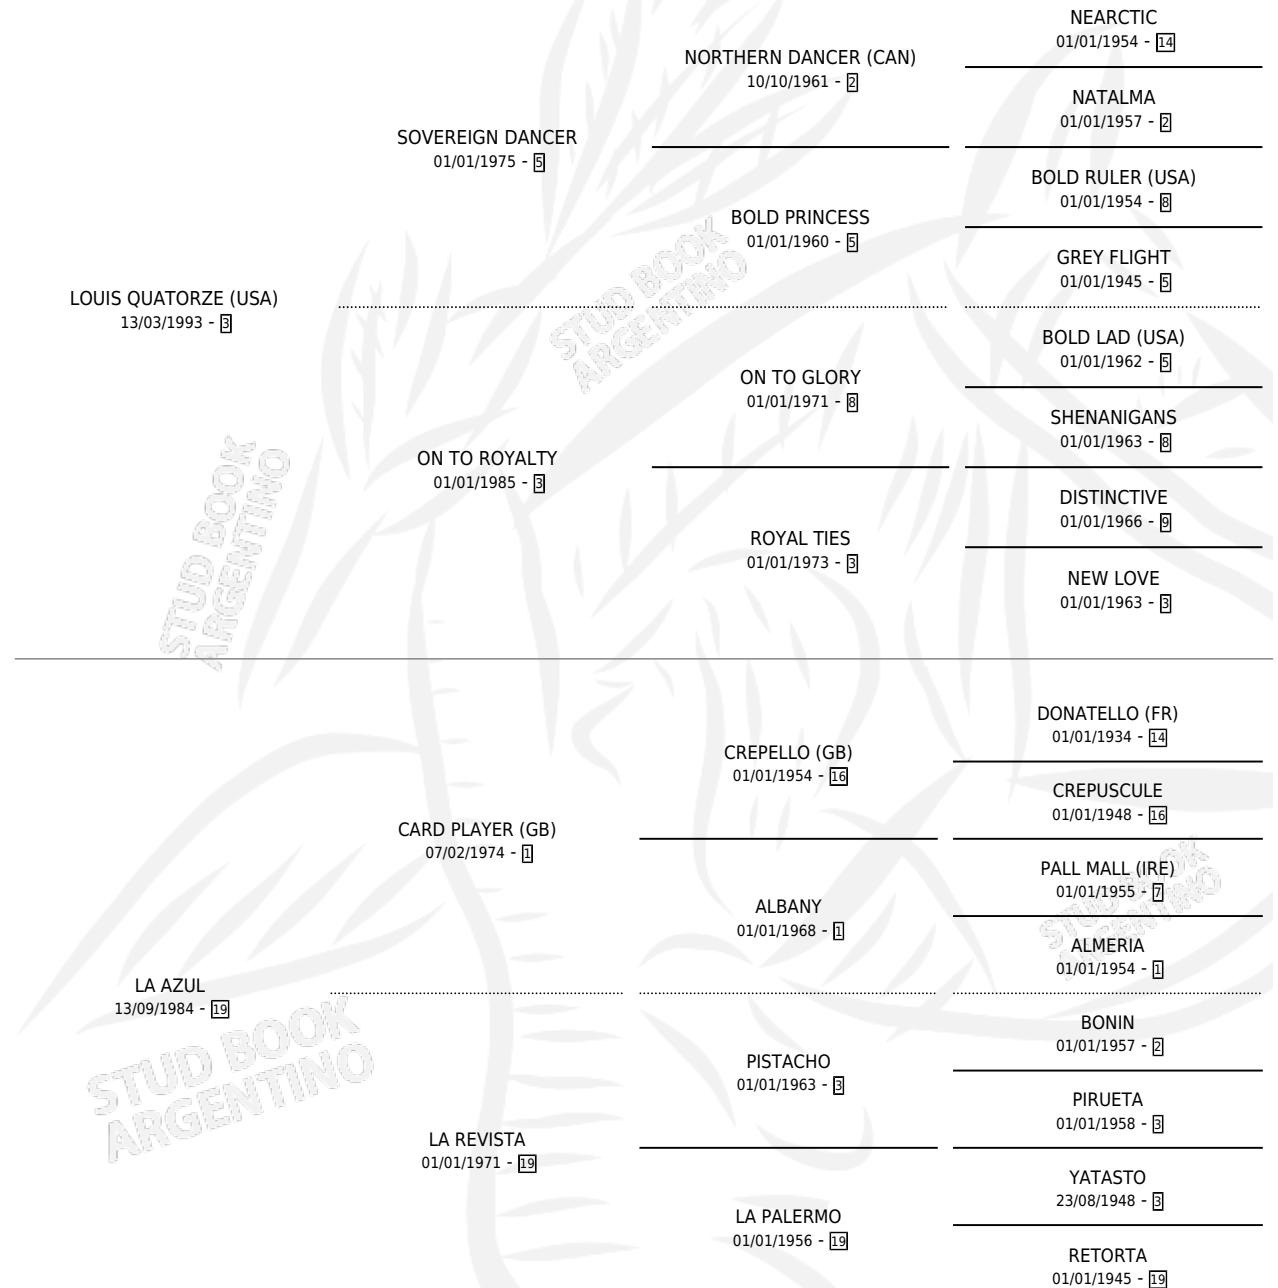 NEARCTIC
01/01/1954 - 14
NORTHERN DANCER (CAN)
10/10/1961 - 2
NATALMA
01/01/1957 - 2
SOVEREIGN DANCER
01/01/1975 - 5
BOLD RULER (USA)
01/01/1954 - 8
BOLD PRINCESS
01/01/1960 - 5
GREY FLIGHT
01/01/1945 - 5
LOUIS QUATORZE (USA)
13/03/1993 - 3
STUD BOOK
ARGENTINO
BOLD LAD (USA)
01/01/1962 - 5
ON TO GLORY
01/01/1971 - 8
SHENANIGANS
01/01/1963 - 8
ON TO ROYALTY
01/01/1985 - 3
DISTINCTIVE
01/01/1966 - 9
ROYAL TIES
01/01/1973 - 3
NEW LOVE
01/01/1963 - 3
STUD BOOK
ARGENTINO
DONATELLO (FR)
01/01/1934 - 14
CREPELLO (GB)
01/01/1954 - 16
CREPUSCULE
01/01/1948 - 16
CARD PLAYER (GB)
07/02/1974 - 1
PALL MALL (IRE)
01/01/1955 - 7
STUD BOOK
ARGENTINO
ALBANY
01/01/1968 - 1
ALMERIA
01/01/1954 - 1
LA AZUL
13/09/1984 - 19
STUD BOOK
ARGENTINO
BONIN
01/01/1957 - 2
PISTACHO
01/01/1963 - 3
PIRUETA
01/01/1958 - 3
LA REVISTA
01/01/1971 - 19
YATASTO
23/08/1948 - 3
LA PALERMO
01/01/1956 - 19
RETORTA
01/01/1945 - 19